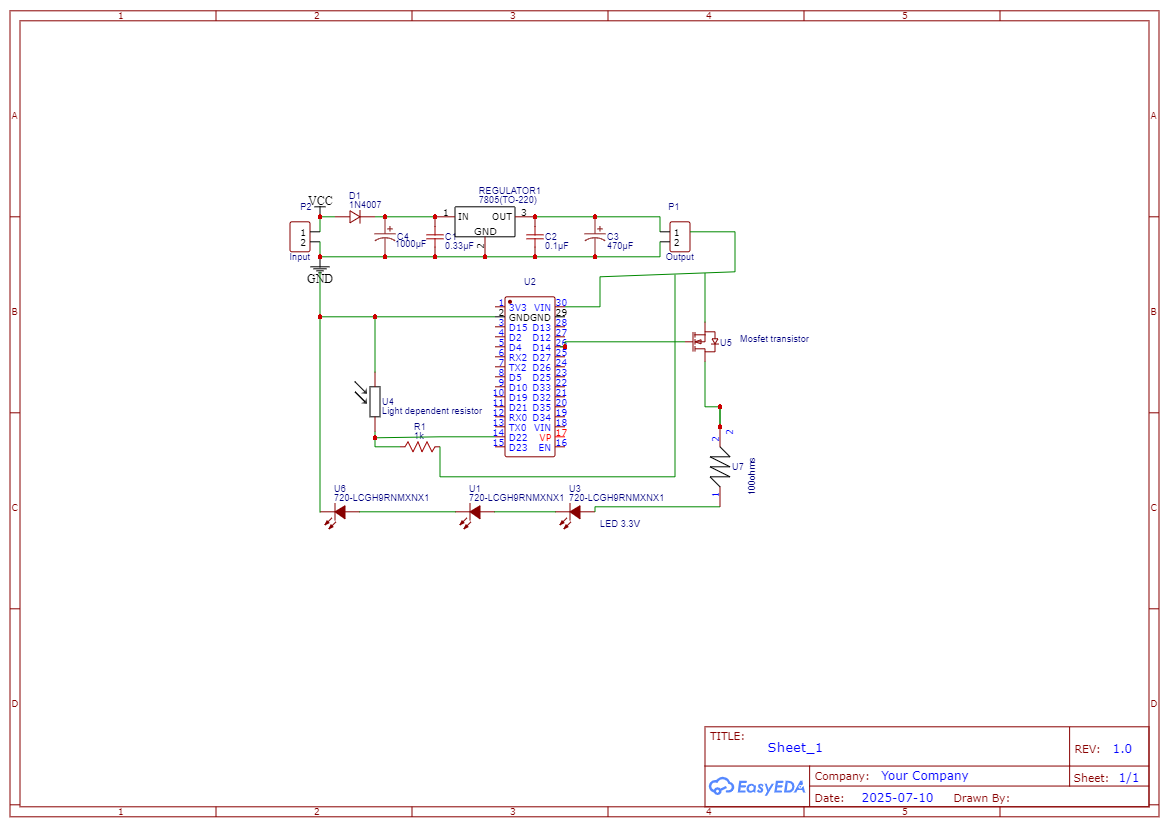 1 2 3 4 5
A A
P2
VCC
D1
1N4007
REGULATOR1
7805(TO-220)
P1
1 IN OUT 3
GND
2
1
2
Input
C4
1000µF
C1
0.33µF
C2
0.1µF
C3
470µF
1
2
Output
GND
U2
B B
1 3V3 VIN 30
2 GND GND 29
3 D15 D13 28
4 D2 D12 27
5 D4 D14 26
6 RX2 D27 25
7 TX2 D26 24
8 D5 D25 23
9 D10 D33 22
10 D19 D32 21
11 D21 D35 20
12 RX0 D34 19
13 TX0 VIN 18
14 D22 VP 17
15 D23 EN 16
U5
Mosfet transistor
U4
Light dependent resistor
R1
1k
2 2
U7
100ohms
1
U6
720-LCGH9RNMXNX1
U1
720-LCGH9RNMXNX1
U3
720-LCGH9RNMXNX1
LED 3.3V
C C
D D
TITLE:
Sheet_1
REV: 1.0
EasyEDA
Company: Your Company
Sheet: 1/1
Date: 2025-07-10 Drawn By:
1 2 3 4 5